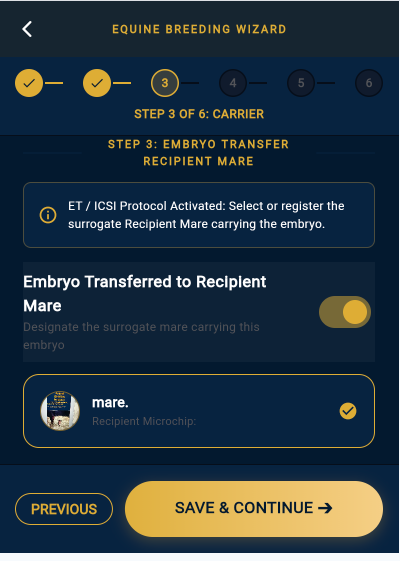 EQUINE BREEDING WIZARD
3
4
5
6
STEP 3 OF 6: CARRIER
STEP 3: EMBRYO TRANSFER
RECIPIENT MARE
ET / ICSI Protocol Activated: Select or register the
surrogate Recipient Mare carrying the embryo.
Embryo Transferred to Recipient
Mare
Designate the surrogate mare carrying this
embryo
mare.
Recipient Microchip:
PREVIOUS
SAVE & CONTINUE →